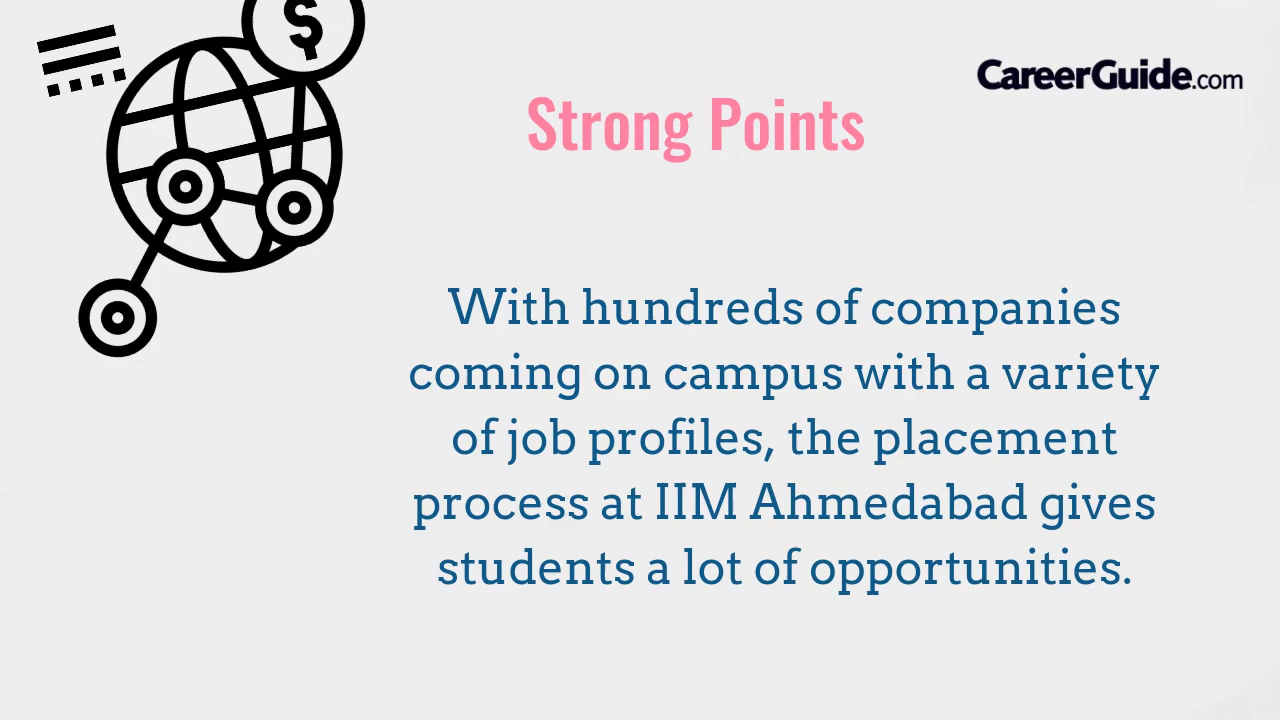 $
CareerGuide.com
Strong Points
With hundreds of companies
coming on campus with a variety
of job profiles, the placement
process at IIM Ahmedabad gives
students a lot of opportunities.